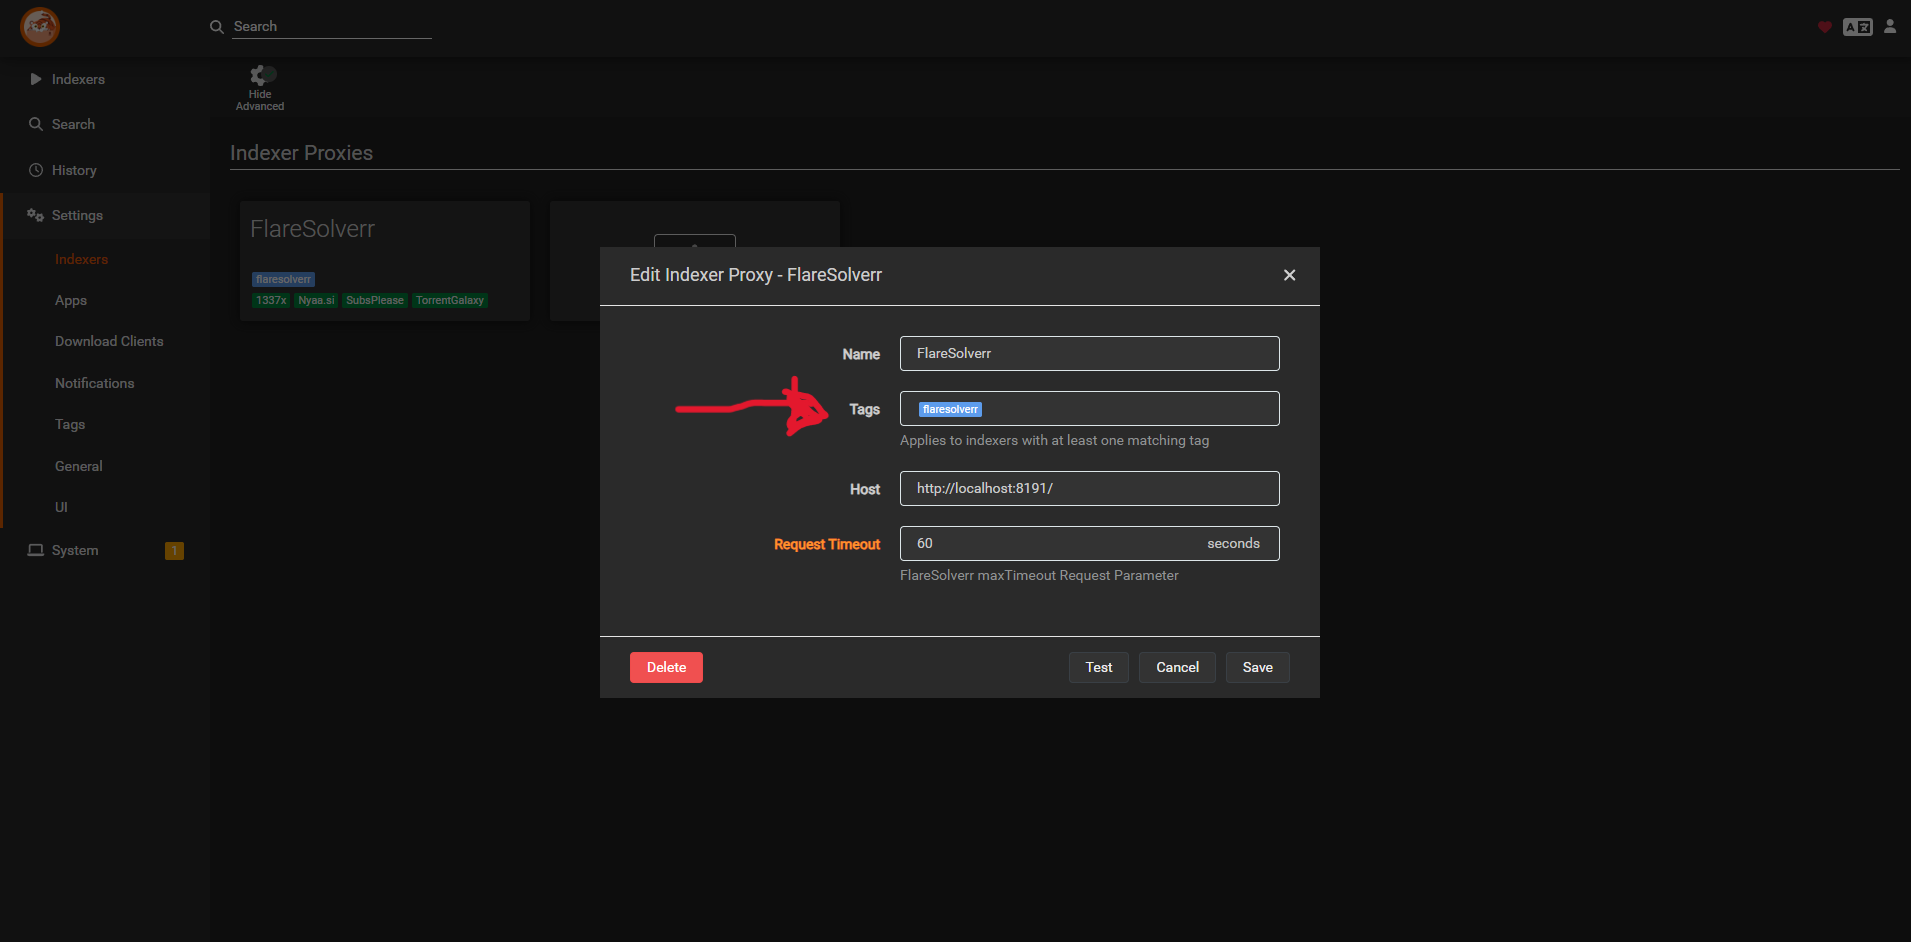 Search
Indexers
Search
History
Settings
Indexers
Apps
Download Clients
Notifications
Tags
General
UI
System 1
Hide
Advanced
Indexer Proxies
FlareSolverr
flaresolverr
1337x Nyaa.si SubsPlease TorrentGalaxy
Edit Indexer Proxy - FlareSolverr
Name FlareSolverr
Tags flaresolverr
Applies to indexers with at least one matching tag
Host http://localhost:8191/
Request Timeout 60 seconds
FlareSolverr maxTimeout Request Parameter
Delete Test Cancel Save